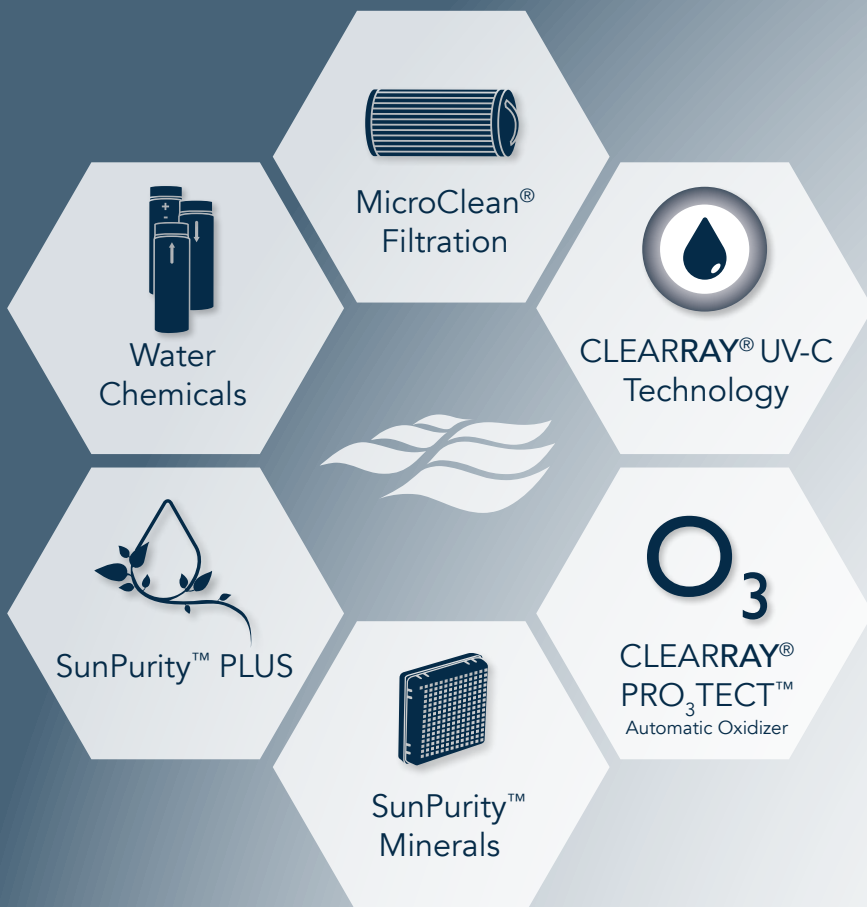 MicroClean®
Filtration
CLEARRAY® UV-C
Technology
CLEARRAY®
PRO₃TECT™
Automatic Oxidizer
SunPurity™
Minerals
SunPurity™ PLUS
Water
Chemicals
O₃
+
-